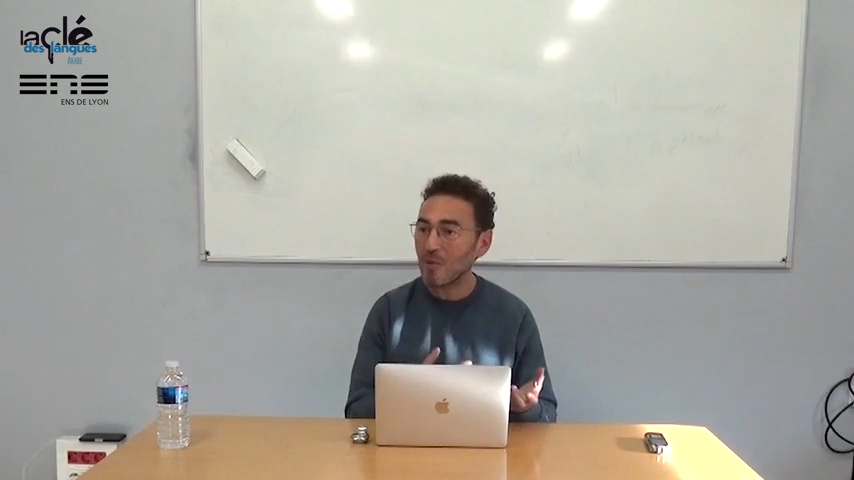 la clé
des langues
ARABE
ENS
ENS DE LYON